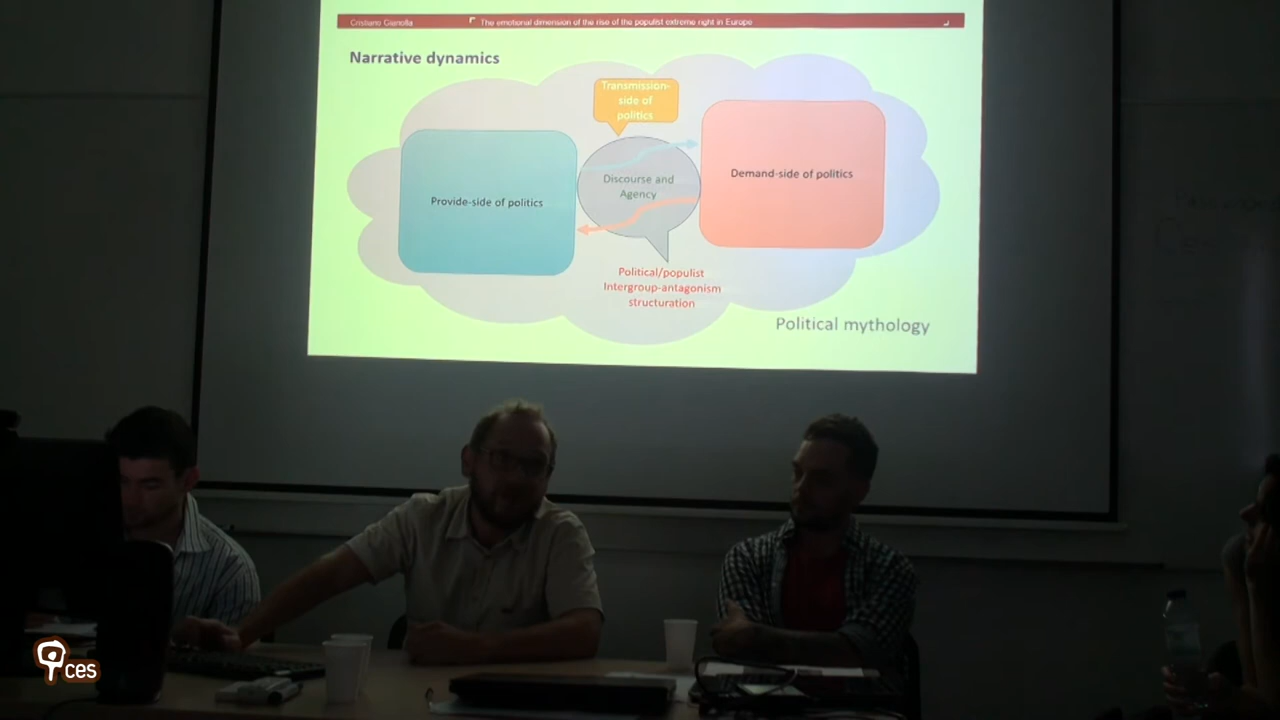 Cristiano Gianolla The emotional dimension of the rise of the populist extreme right in Europe
Narrative dynamics
Transmission-
side of
politics
Provide-side of politics
Discourse and
Agency
Demand-side of politics
Political/populist
Intergroup-antagonism
structuration
Political mythology
ces